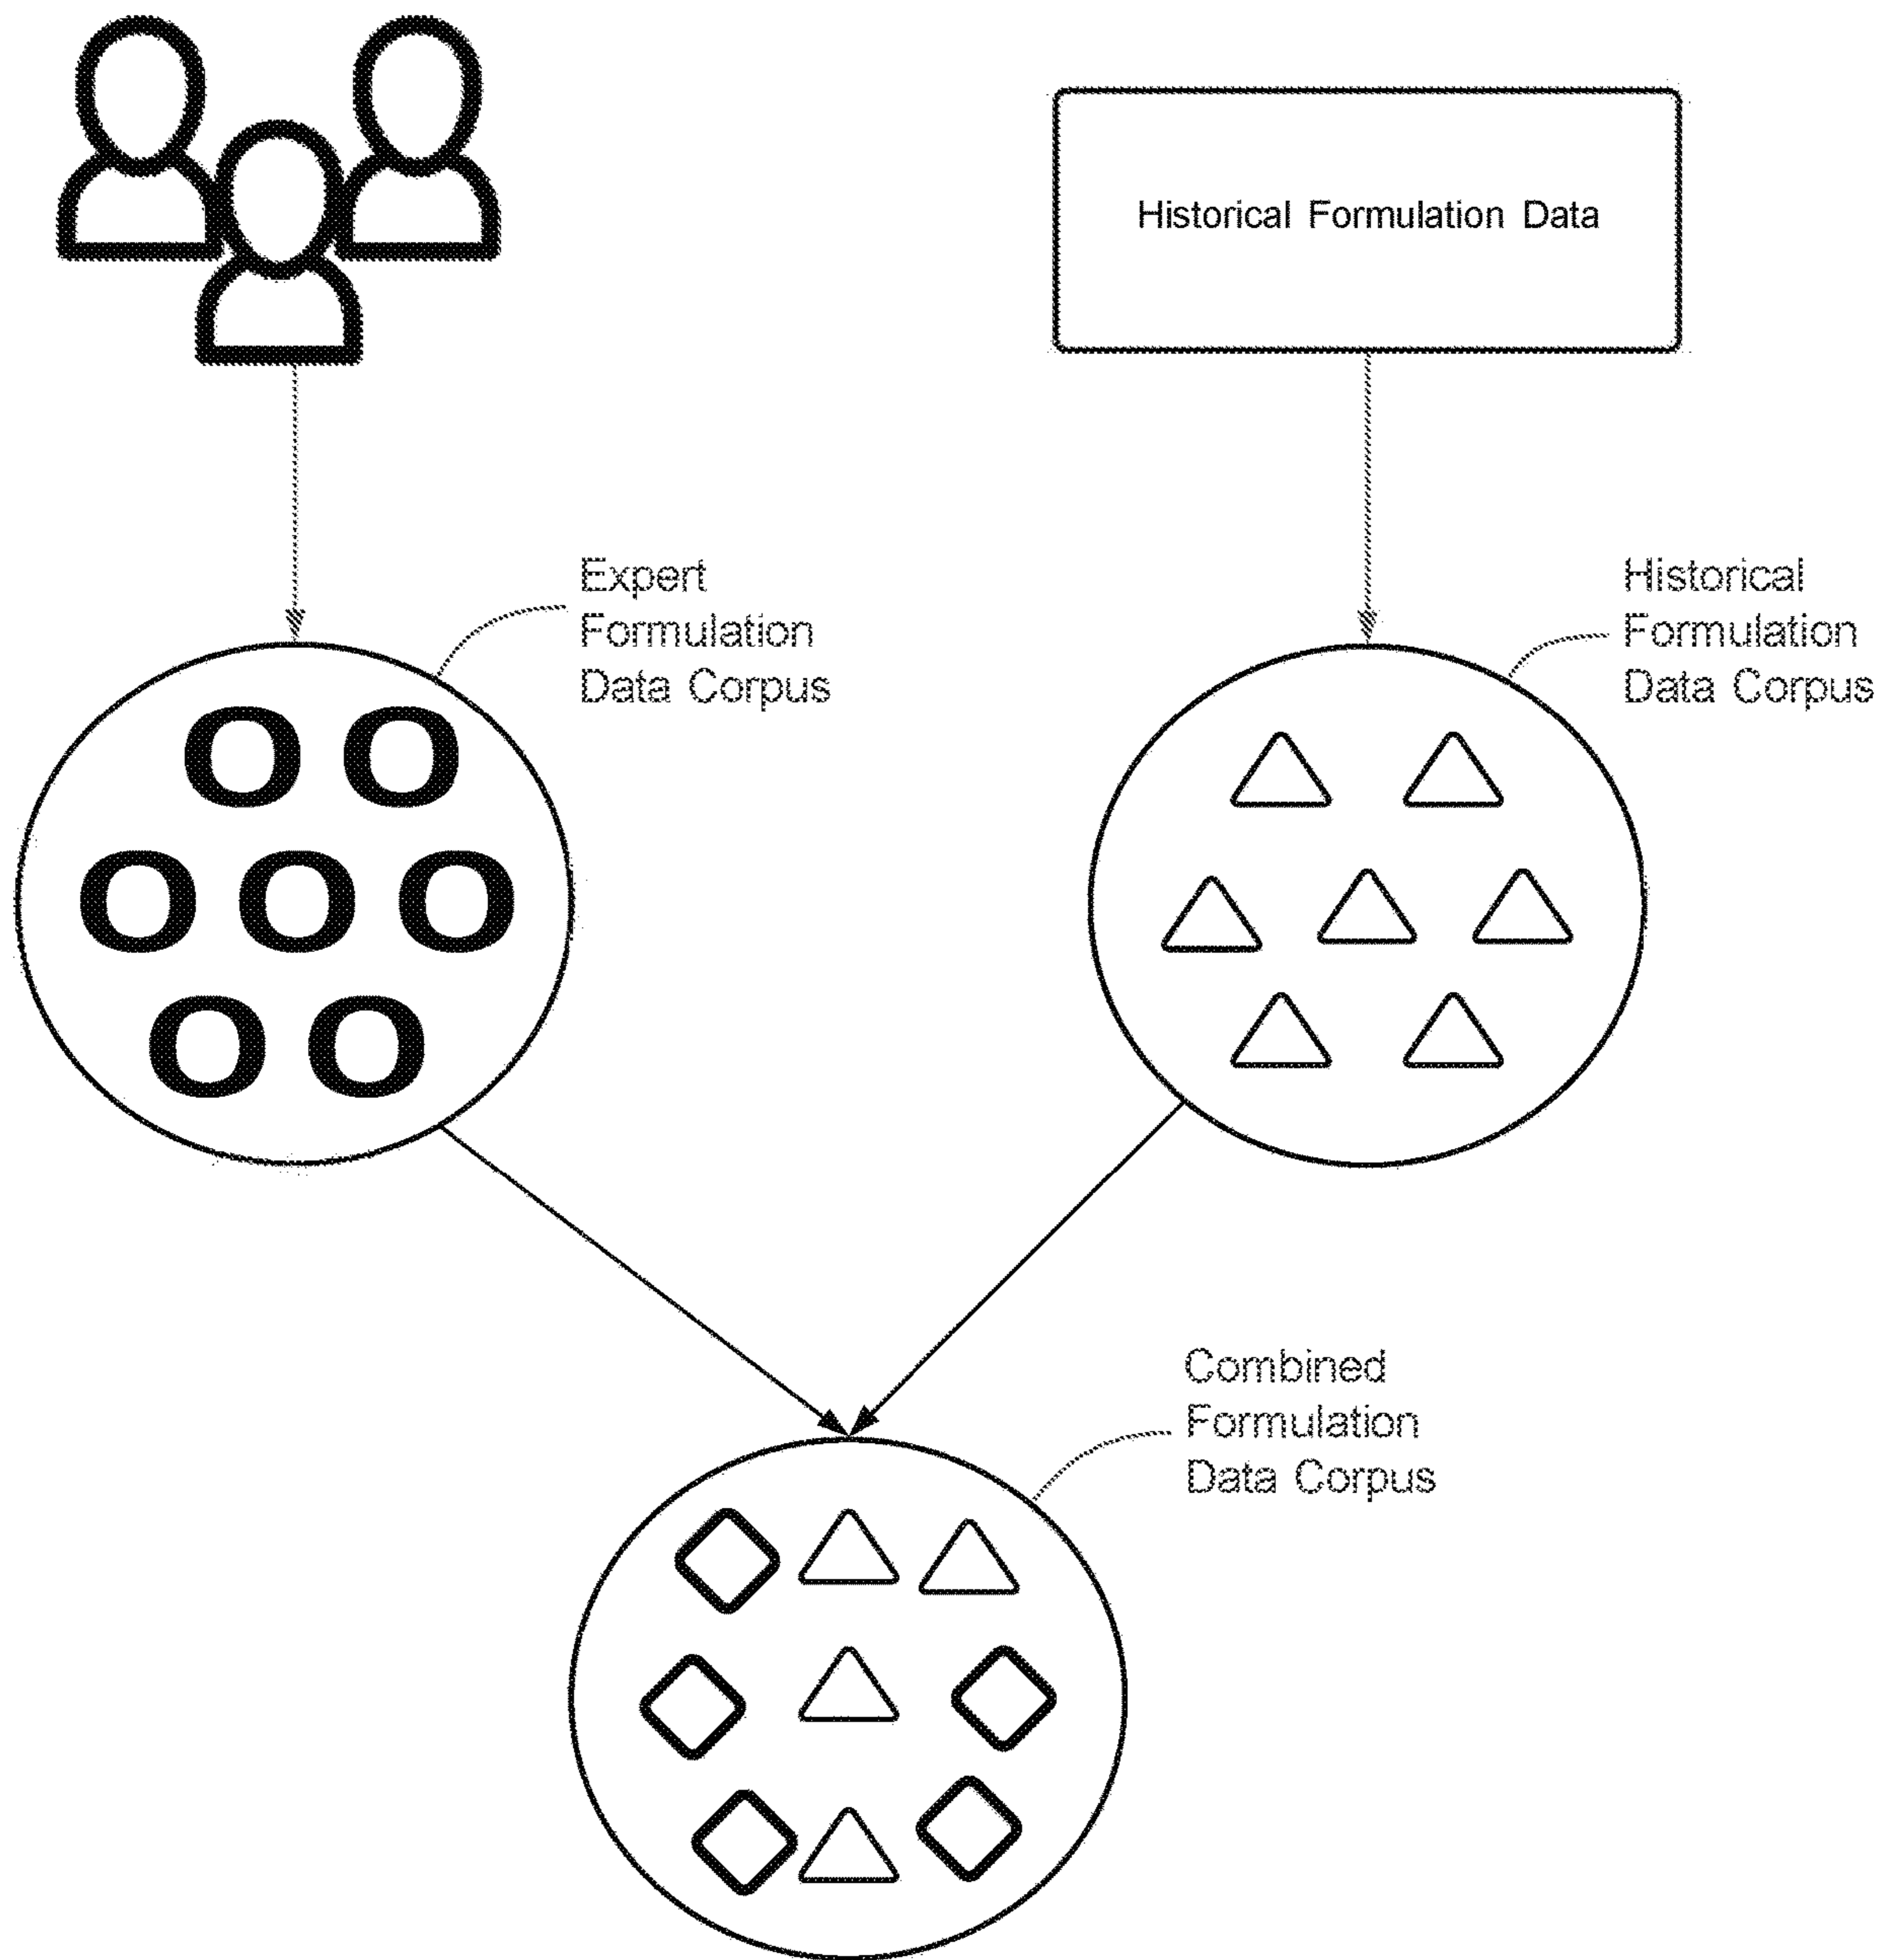 Historical Formulation Data
Expert
Formulation
Data Corpus
Historical
Formulation
Data Corpus
O O
O O O
O O
Combined
Formulation
Data Corpus